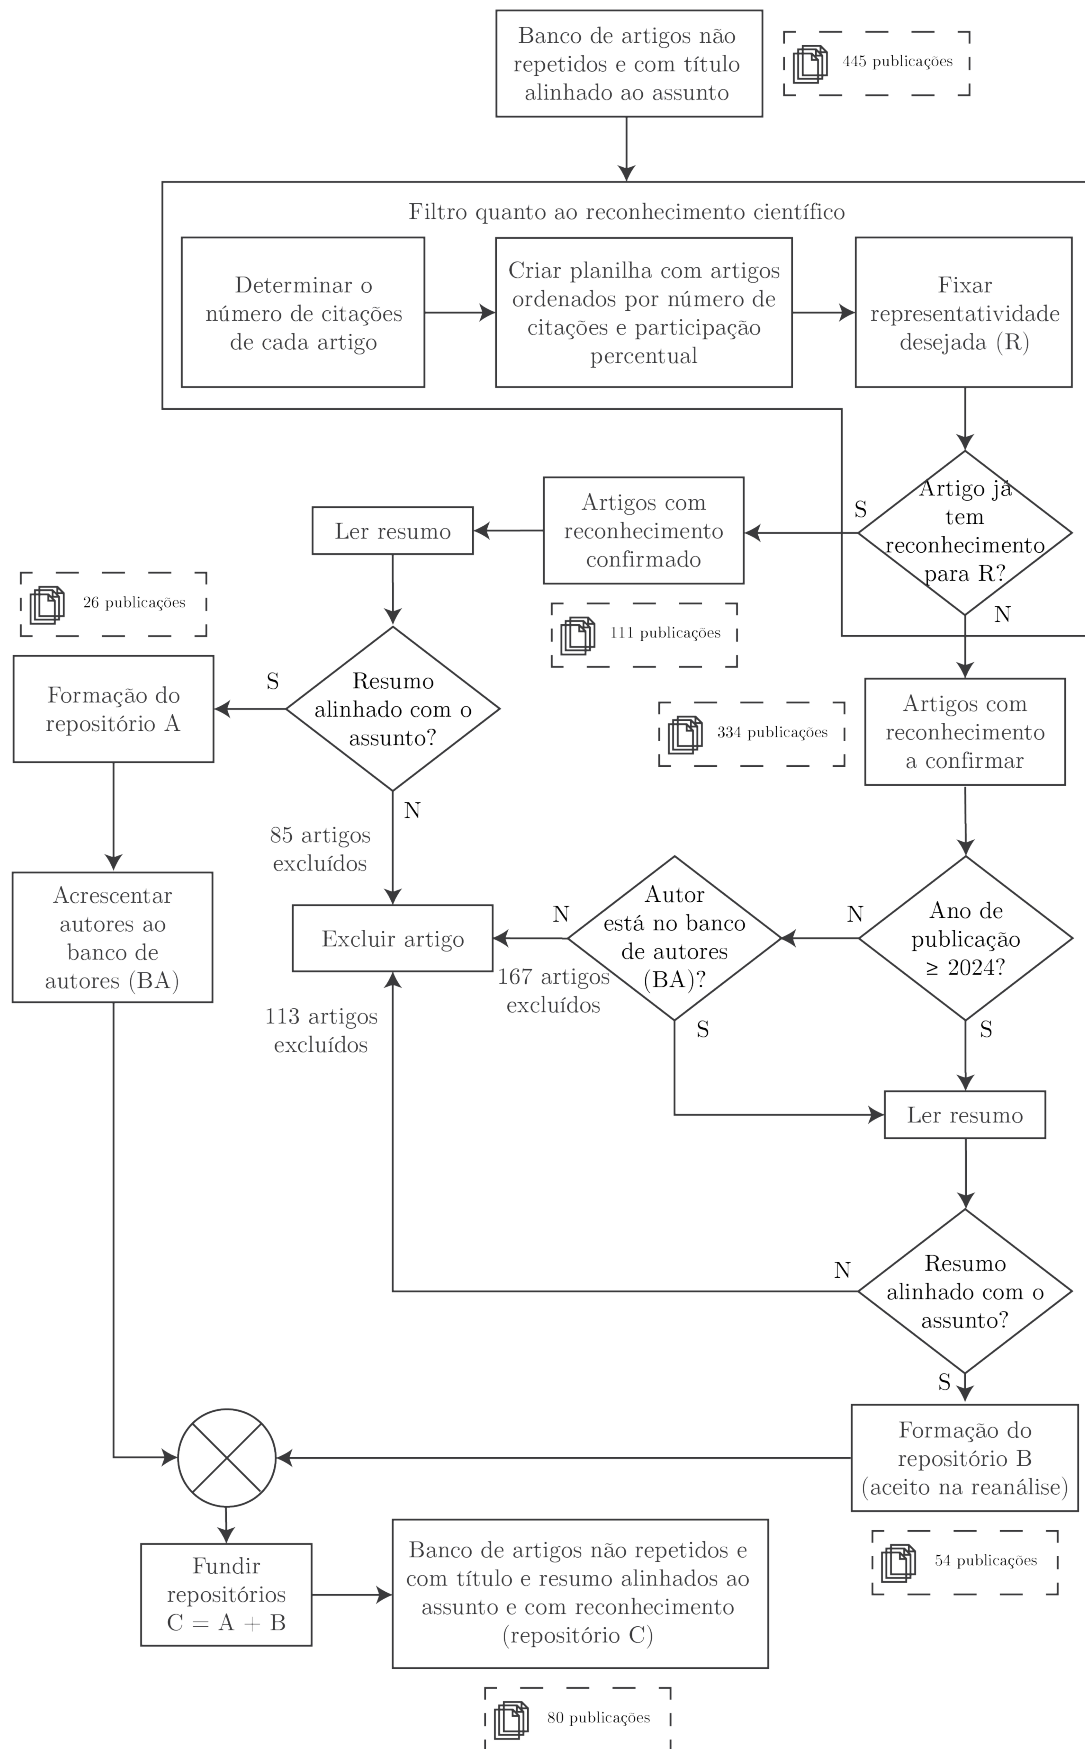 Banco de artigos não
repetidos e com título
alinhado ao assunto
445 publicações
Filtro quanto ao reconhecimento científico
Determinar o
número de citações
de cada artigo
Criar planilha com artigos
ordenados por número de
citações e participação
percentual
Fixar
representatividade
desejada (R)
Artigo já
tem
reconhecimento
para R?
S
N
Artigos com
reconhecimento
confirmado
111 publicações
Ler resumo
Resumo
alinhado com o
assunto?
S
N
26 publicações
Formação do
repositório A
Acrescentar
autores ao
banco de
autores (BA)
85 artigos
excluídos
Excluir artigo
334 publicações
Artigos com
reconhecimento
a confirmar
Ano de
publicação
≥ 2024?
N
S
Autor
está no banco
de autores
(BA)?
N
S
167 artigos
excluídos
113 artigos
excluídos
Ler resumo
Resumo
alinhado com o
assunto?
N
S
Formação do
repositório B
(aceito na reanálise)
54 publicações
Fundir
repositórios
C = A + B
Banco de artigos não repetidos e
com título e resumo alinhados ao
assunto e com reconhecimento
(repositório C)
80 publicações